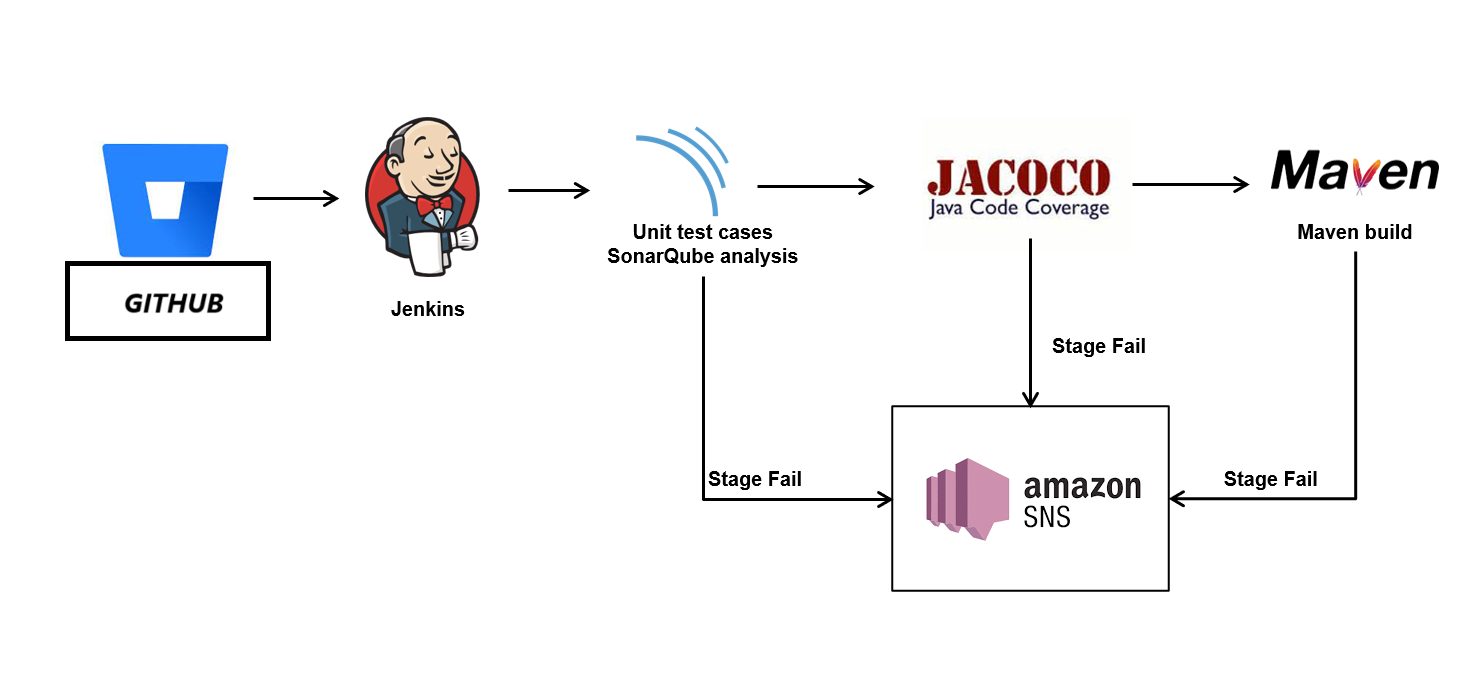 GITHUB
Jenkins
Unit test cases
SonarQube analysis
JACOCO
Java Code Coverage
Maven
Maven build
Stage Fail
Stage Fail
Stage Fail
amazon
SNS